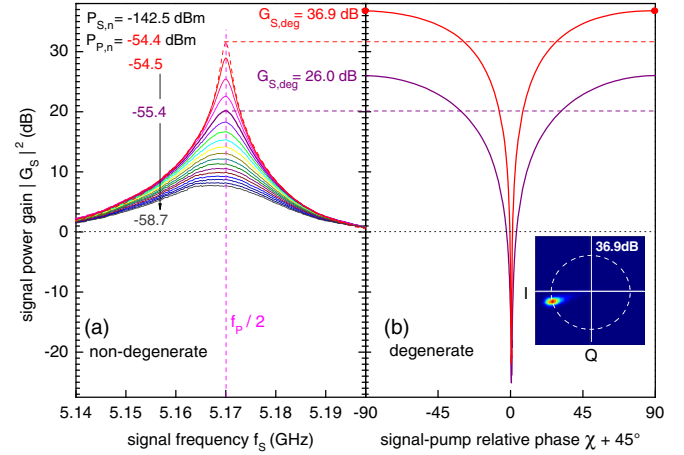 P_S,n = -142.5 dBm
P_P,n = -54.4 dBm
-54.5
-55.4
-58.7
G_S,deg = 36.9 dB
G_S,deg = 26.0 dB
f_P / 2
(a)
non-degenerate
(b)
degenerate
36.9dB
I
Q
signal power gain | G_S |²
(dB)
30
20
10
0
-10
-20
5.14 5.15 5.16 5.17 5.18 5.19 -90 -45 0 45 90
signal frequency f_S (GHz)
signal-pump relative phase χ + 45°